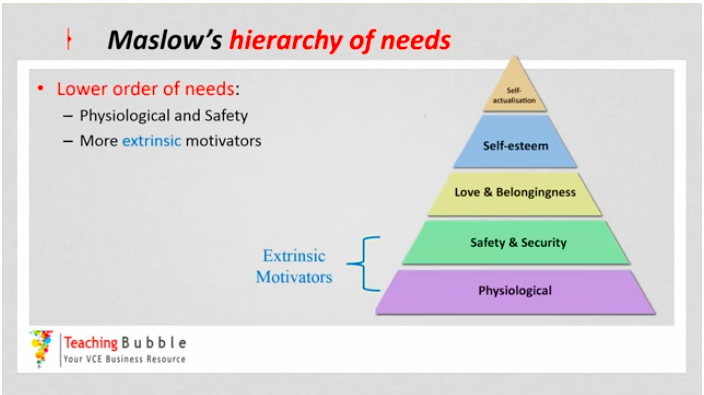 Maslow's hierarchy of needs
• Lower order of needs:
– Physiological and Safety
– More extrinsic motivators
Self-
actualisation
Self-esteem
Love & Belongingness
Safety & Security
Physiological
Extrinsic
Motivators
Teaching Bubble
Your VCE Business Resource